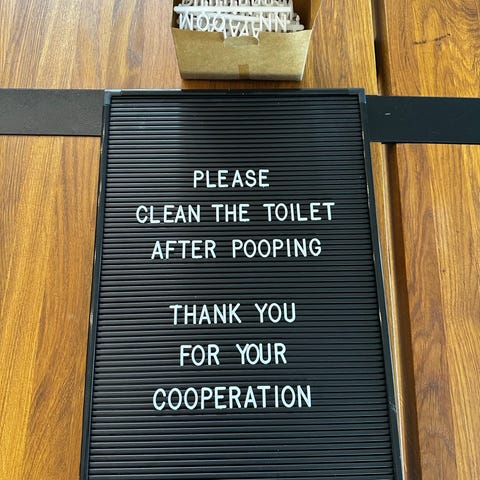 PLEASE
CLEAN THE TOILET
AFTER POOPING
THANK YOU
FOR YOUR
COOPERATION